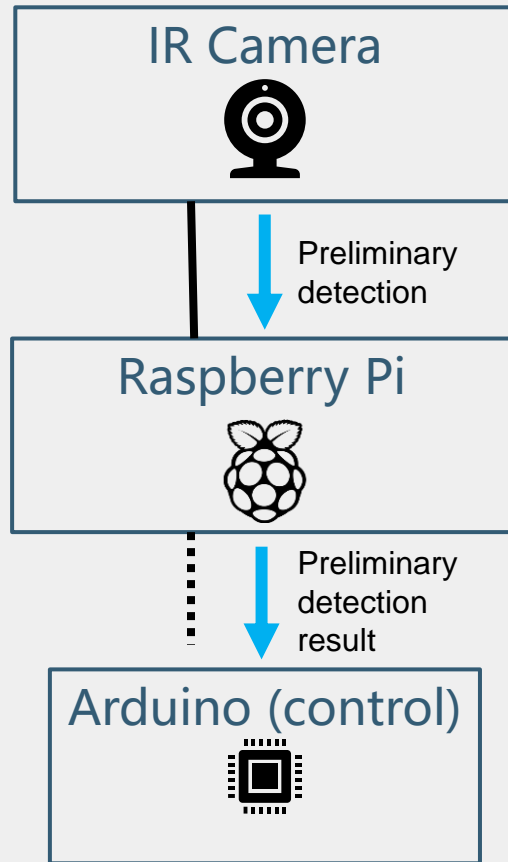 IR Camera
Preliminary
detection
Raspberry Pi
Preliminary
detection
result
Arduino (control)